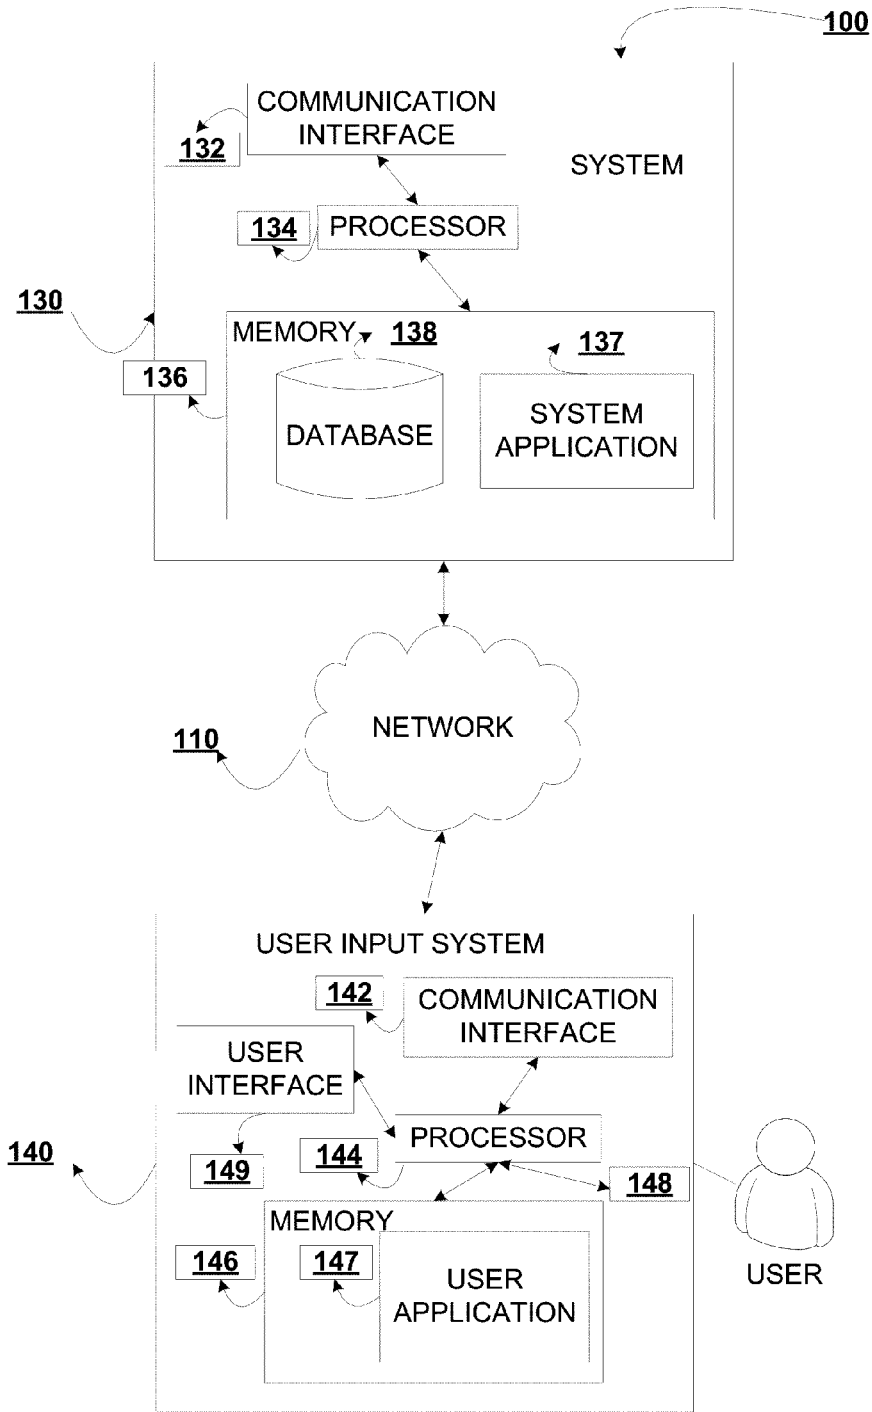 100
COMMUNICATION
INTERFACE
132
SYSTEM
134
PROCESSOR
130
MEMORY
138
137
136
DATABASE
SYSTEM
APPLICATION
NETWORK
110
USER INPUT SYSTEM
142
COMMUNICATION
INTERFACE
USER
INTERFACE
PROCESSOR
140
149
144
148
MEMORY
146
147
USER
APPLICATION
USER